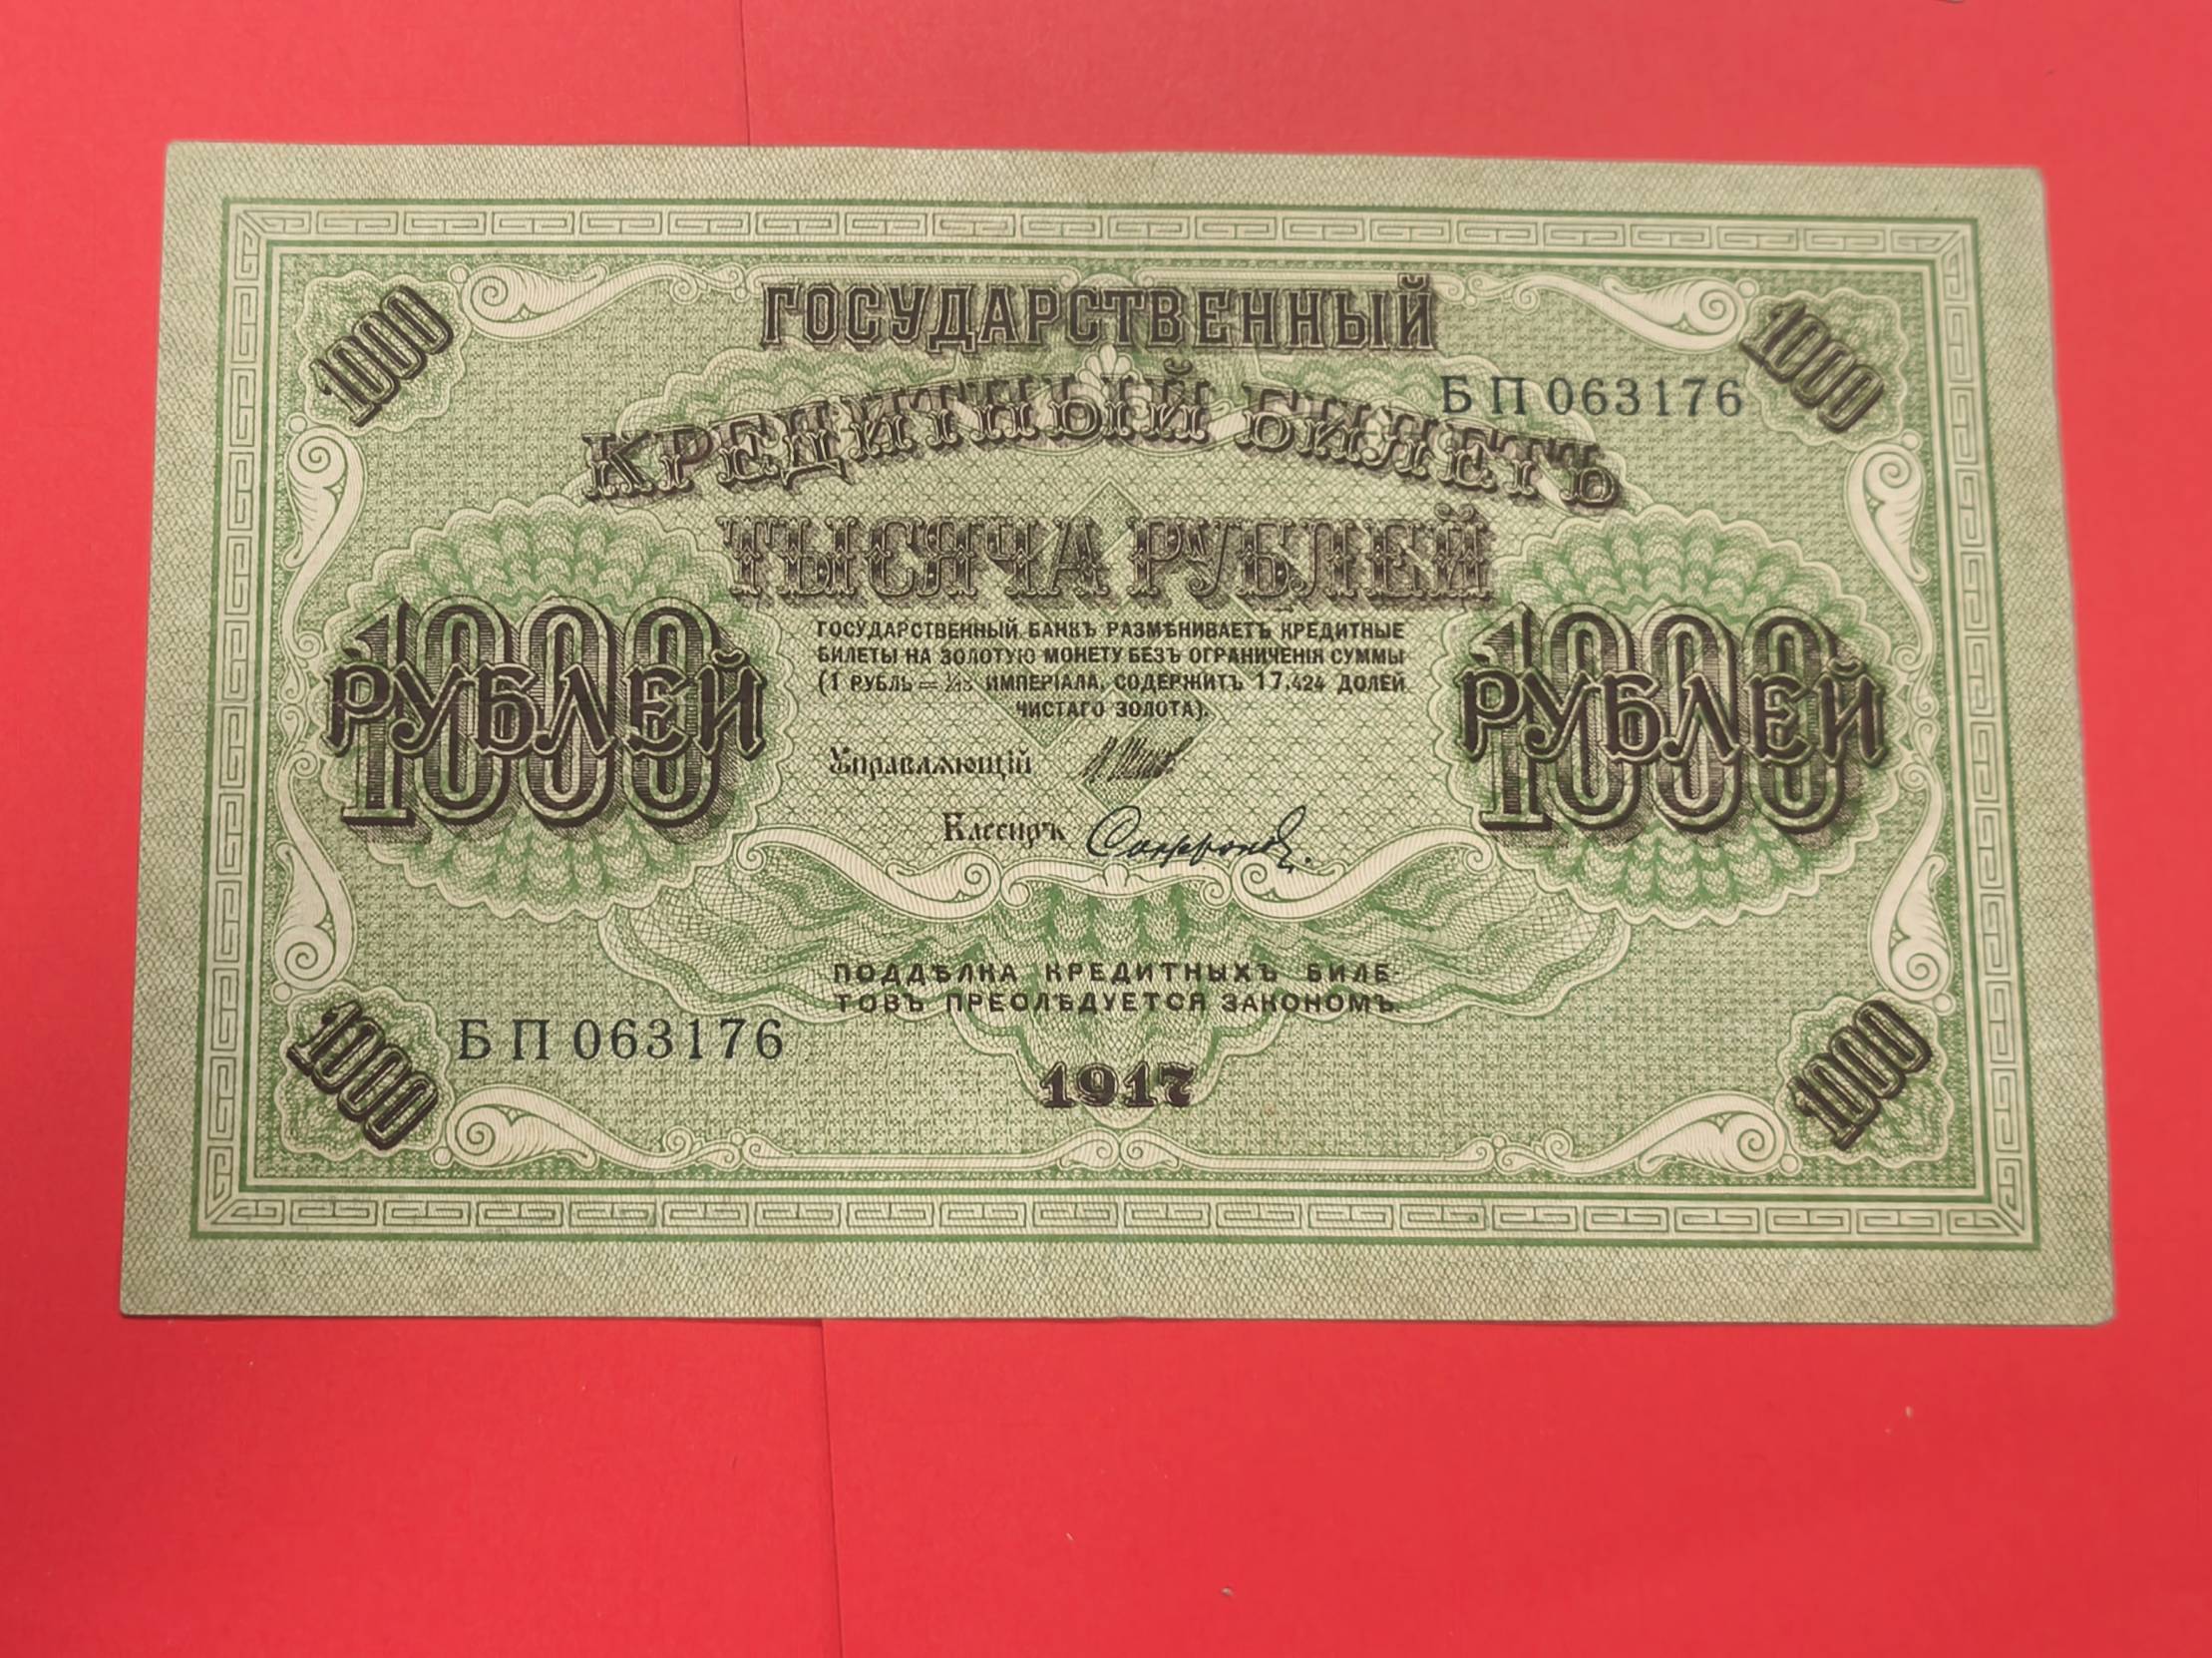 1000
ГОСУДАРСТВЕННЫЙ
1000
КРЕДИТНЫЙ БИЛЕТЪ
БП 063176
ТЫСЯЧА РУБЛЕЙ
1000
РУБЛЕЙ
ГОСУДАРСТВЕННЫЙ БАНКЪ РАЗМѢНИВАЕТЪ КРЕДИТНЫЕ
БИЛЕТЫ НА ЗОЛОТУЮ МОНЕТУ БЕЗЪ ОГРАНИЧЕНІЯ СУММЫ
(1 РУБЛЬ = 1/15 ИМПЕРІАЛА, СОДЕРЖИТЪ 17,424 ДОЛЕЙ
ЧИСТАГО ЗОЛОТА).
1000
РУБЛЕЙ
Управляющій
Кассиръ Сафронов
ПОДДѢЛКА КРЕДИТНЫХЪ БИЛЕ-
ТОВЪ ПРЕСЛѢДУЕТСЯ ЗАКОНОМЪ.
1000
БП 063176
1917
1000